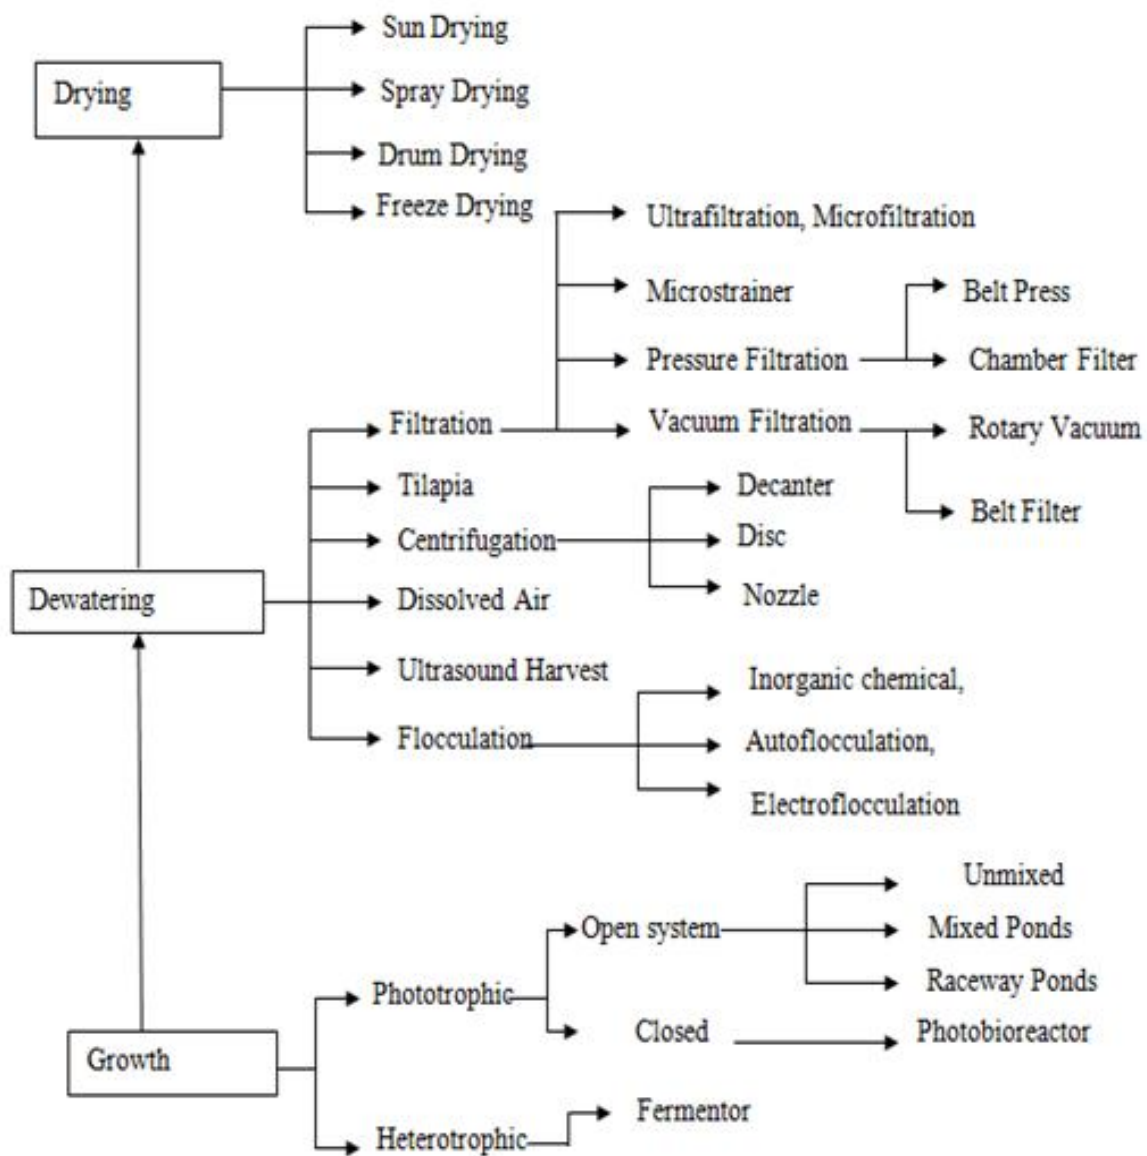 Sun Drying
Drying
Spray Drying
Drum Drying
Freeze Drying
Ultrafiltration, Microfiltration
Microstrainer
Belt Press
Pressure Filtration
Chamber Filter
Filtration
Vacuum Filtration
Rotary Vacuum
Tilapia
Decanter
Belt Filter
Centrifugation
Disc
Dewatering
Dissolved Air
Nozzle
Ultrasound Harvest
Inorganic chemical,
Flocculation
Autoflocculation,
Electroflocculation
Unmixed
Open system
Mixed Ponds
Phototrophic
Raceway Ponds
Closed
Photobioreactor
Growth
Fermentor
Heterotrophic